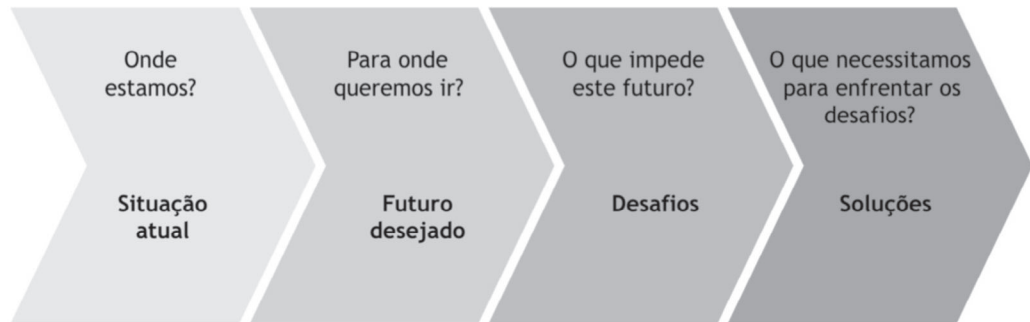 Onde
estamos?
Situação
atual
Para onde
queremos ir?
Futuro
desejado
O que impede
este futuro?
Desafios
O que necessitamos
para enfrentar os
desafios?
Soluções